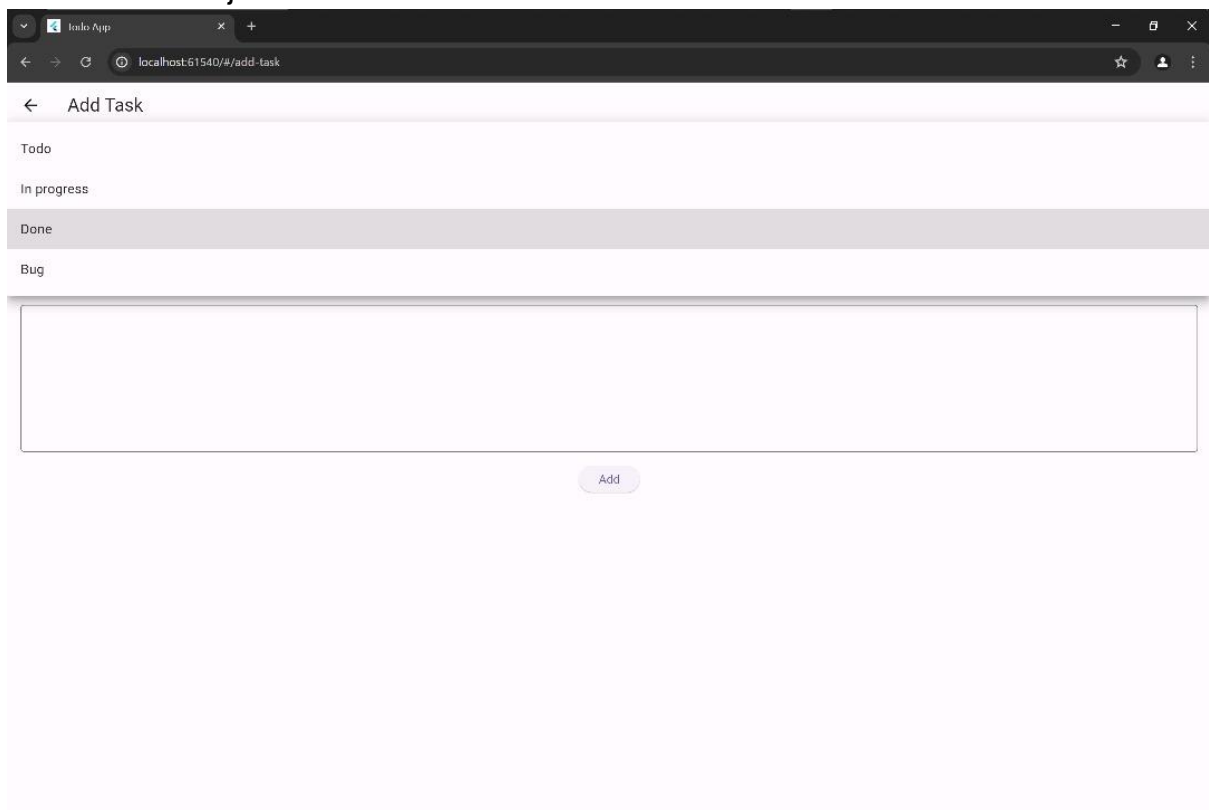 Todo App
localhost:61540/#/add-task
Add Task
Todo
In progress
Done
Bug
Add